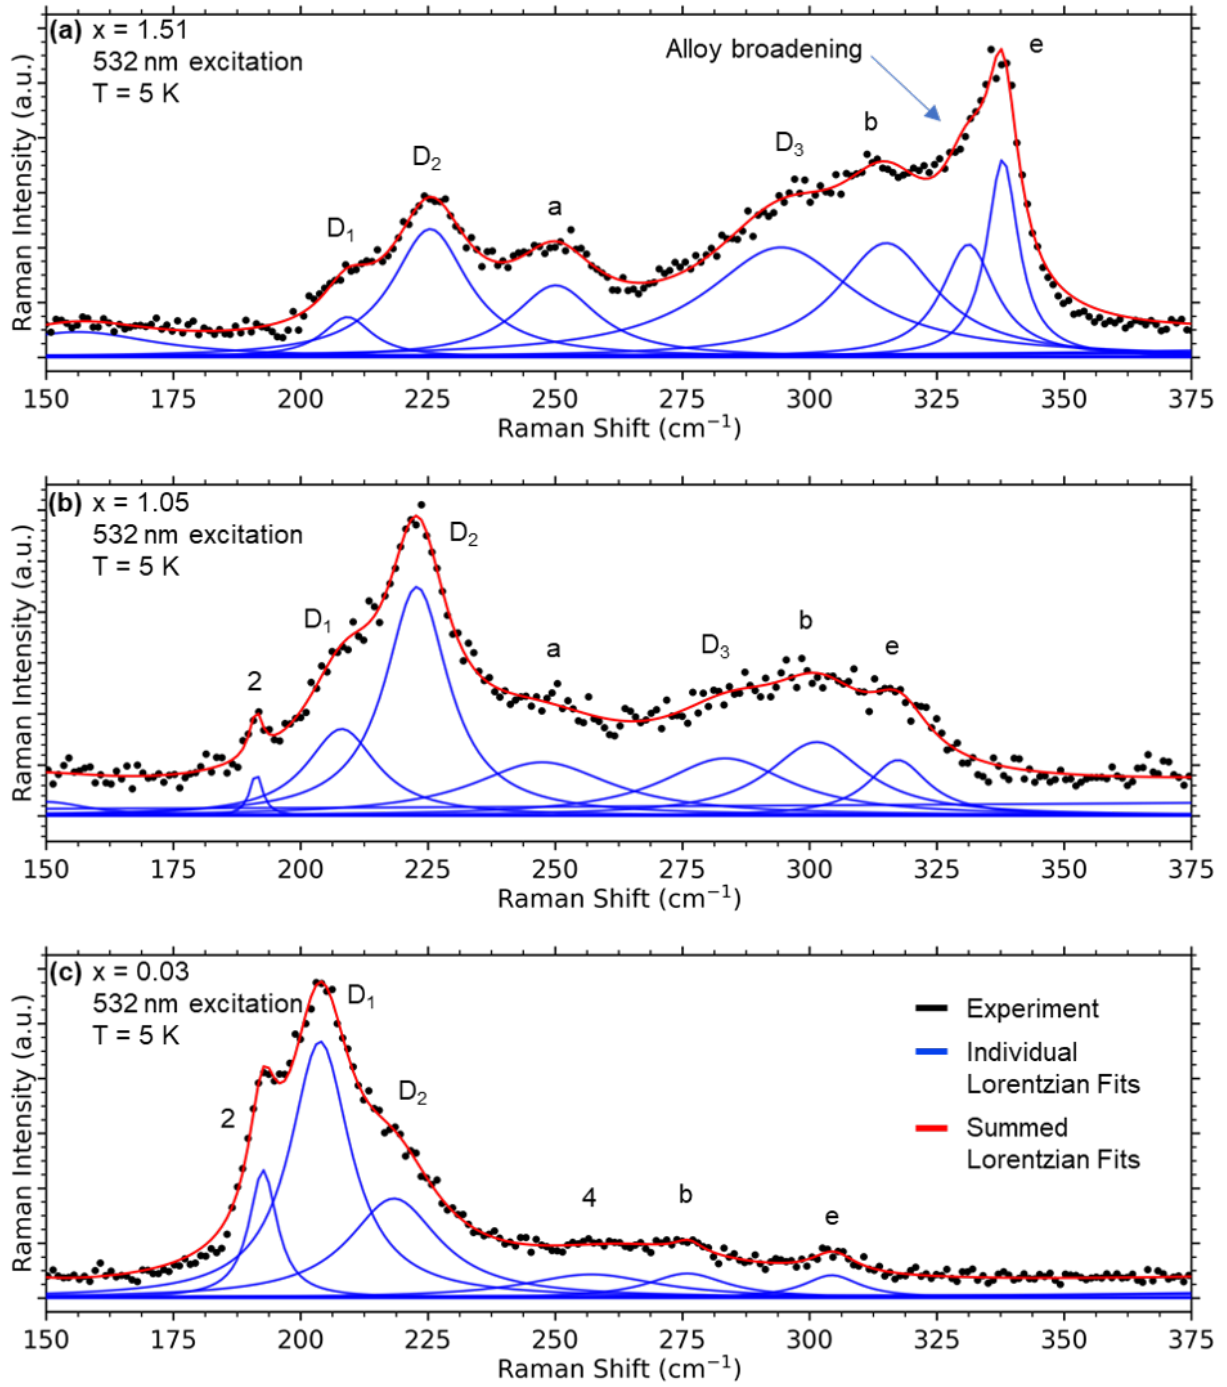 (a) x = 1.51
532 nm excitation
T = 5 K
Alloy broadening
D₁
D₂
a
D₃
b
e
Raman Intensity (a.u.)
150 175 200 225 250 275 300 325 350 375
Raman Shift (cm⁻¹)
(b) x = 1.05
532 nm excitation
T = 5 K
2
D₁
D₂
a
D₃
b
e
Raman Intensity (a.u.)
150 175 200 225 250 275 300 325 350 375
Raman Shift (cm⁻¹)
(c) x = 0.03
532 nm excitation
T = 5 K
2
D₁
D₂
4
b
e
Experiment
Individual
Lorentzian Fits
Summed
Lorentzian Fits
Raman Intensity (a.u.)
150 175 200 225 250 275 300 325 350 375
Raman Shift (cm⁻¹)